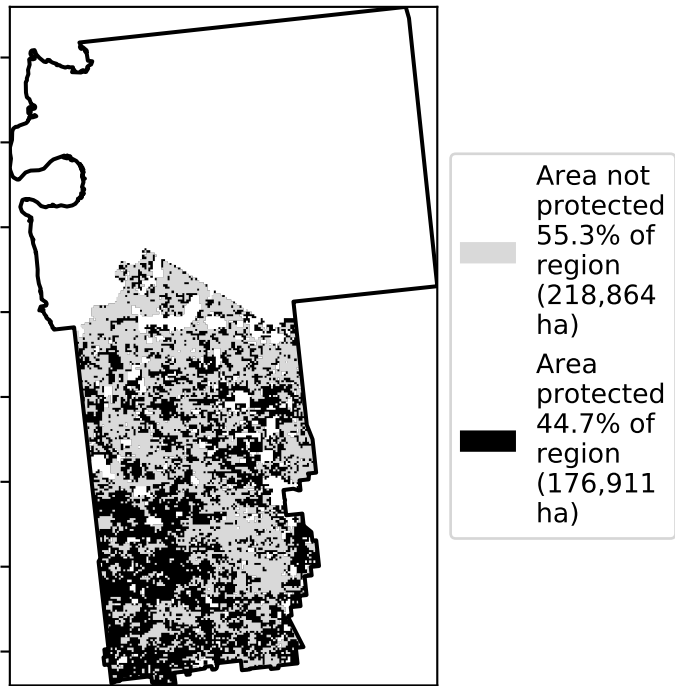 Area not
protected
55.3% of
region
(218,864
ha)
Area
protected
44.7% of
region
(176,911
ha)